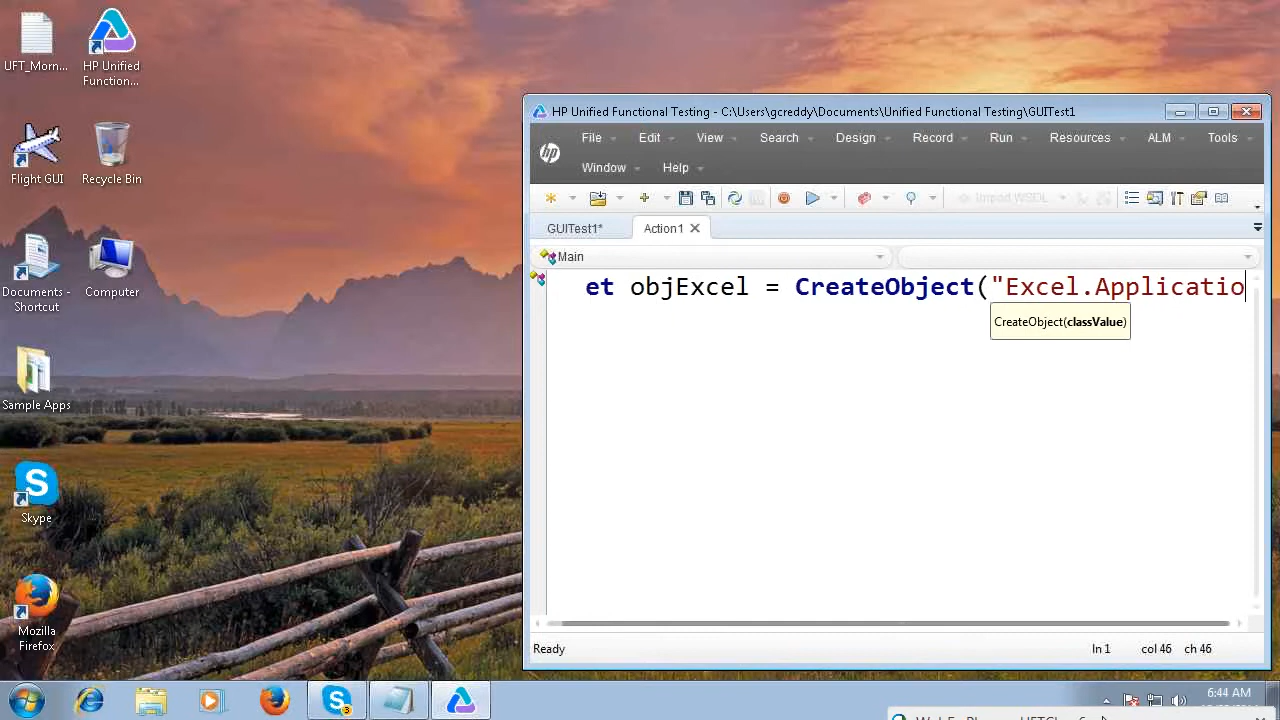 UFT_Morn...
HP Unified
Function...
Flight GUI
Recycle Bin
Documents -
Shortcut
Computer
Sample Apps
Skype
Mozilla
Firefox
HP Unified Functional Testing - C:\Users\gcreddy\Documents\Unified Functional Testing\GUITest1
hp
File Edit View Search Design Record Run Resources ALM Tools
Window Help
Import WSDL
GUITest1* Action1
Main
et objExcel = CreateObject("Excel.Applicatio
CreateObject(classValue)
Ready ln 1 col 46 ch 46
3
6:44 AM